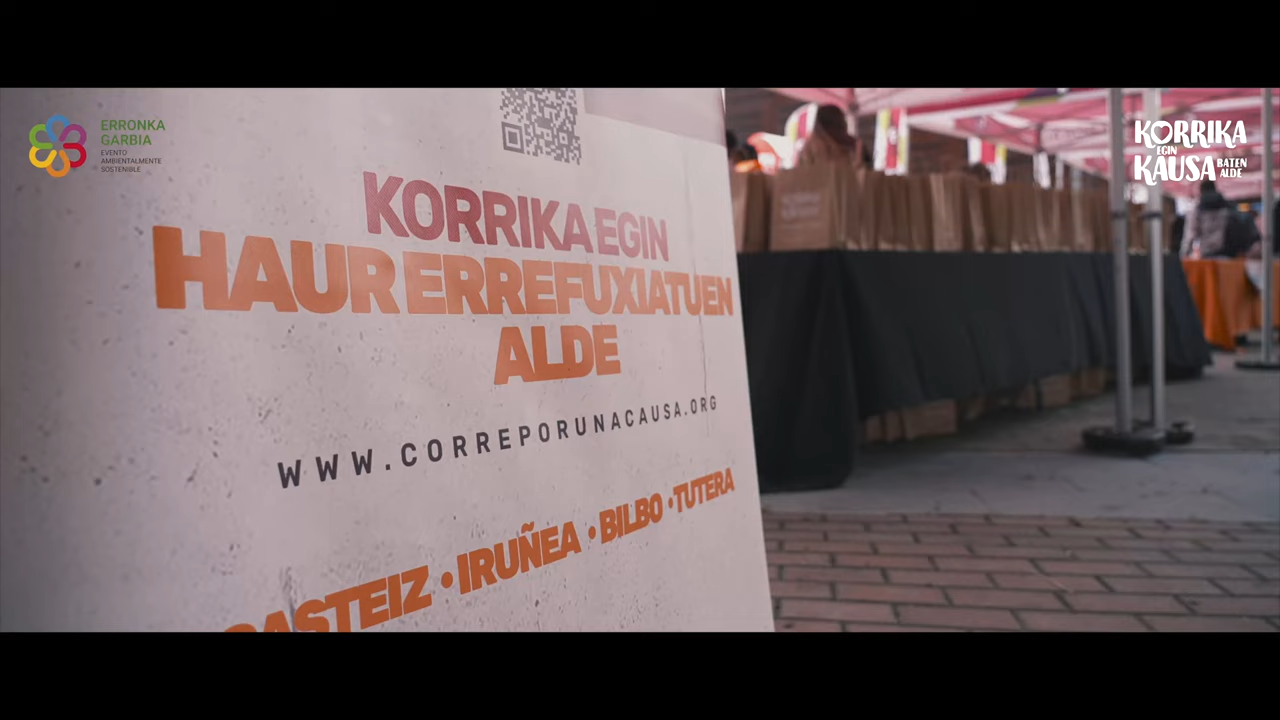 ERRONKA
GARBIA
EVENTO
AMBIENTALMENTE
SOSTENIBLE
KORRIKA
EGIN
KAUSA BATEN
ALDE
KORRIKA EGIN
HAUR ERREFUXIATUEN
ALDE
WWW.CORREPORUNACAUSA.ORG
GASTEIZ · IRUÑEA · BILBO · TUTERA